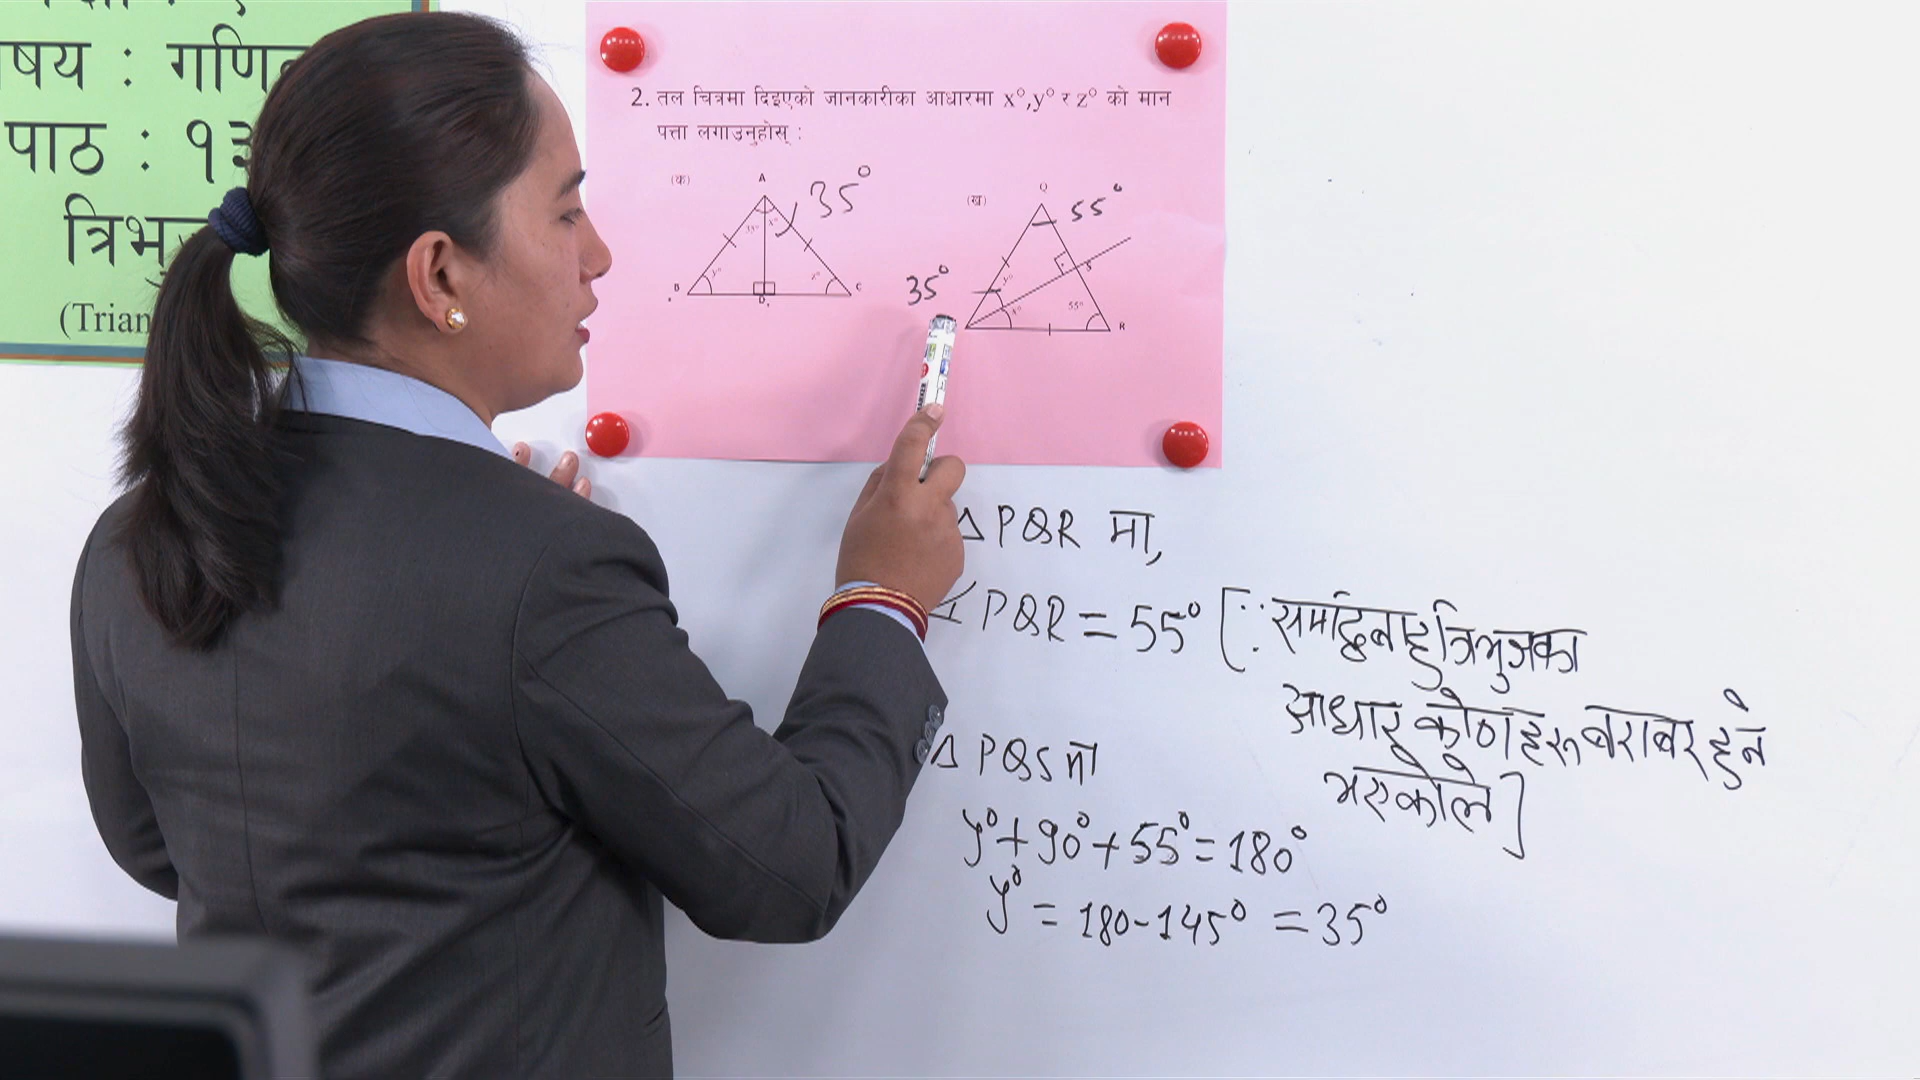 : गणि
पाठ : १३
(Trian
2. तल चित्रमा दिइएको जानकारीका आधारमा x°,y° र z° को मान
पत्ता लगाउनुहोस् :
(क)
A
35°
35°
x°
B
y°
D
z°
C
(ख)
Q
55°
S
35°
y°
x°
55°
R
△ PQR मा,
∠PQR = 55° [∵ समद्विबाहु त्रिभुजका
आधार कोणहरू बराबर हुने
भएकोले]
△ PQS मा
y°+90°+55°=180°
y° = 180-145° = 35°